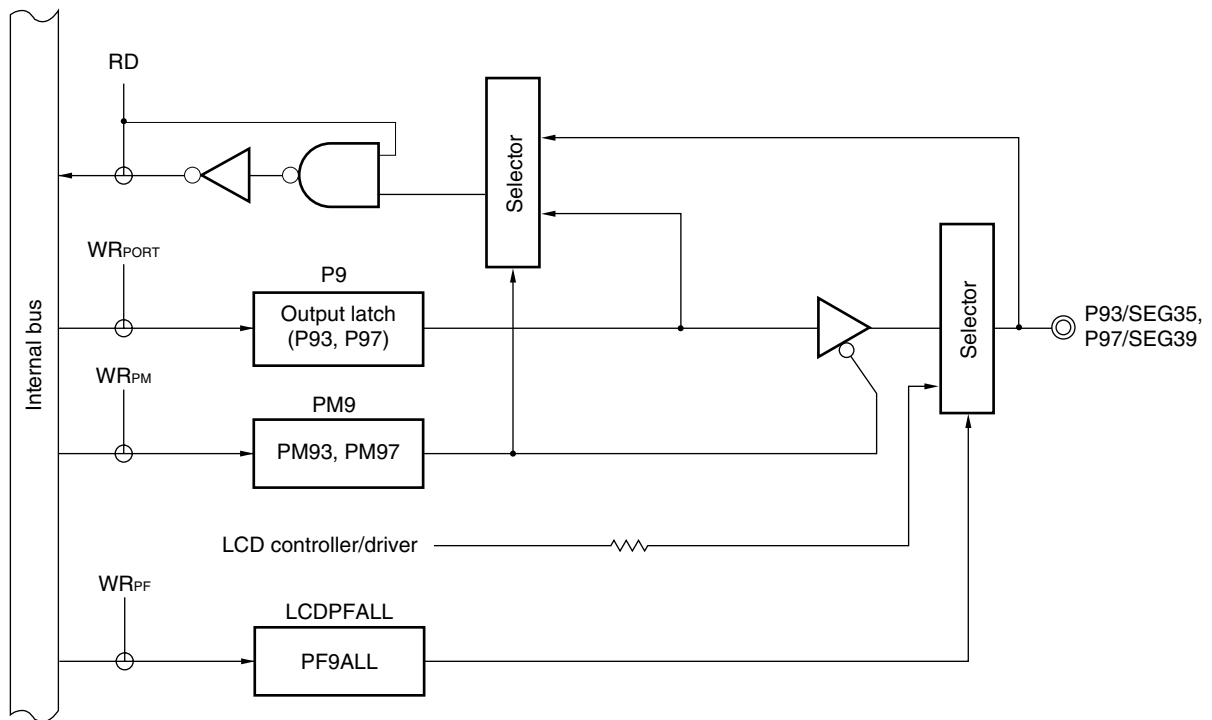 RD
Selector
WRPORT
P9
Output latch
(P93, P97)
Internal bus
Selector
P93/SEG35,
P97/SEG39
WRPM
PM9
PM93, PM97
LCD controller/driver
WRPF
LCDPFALL
PF9ALL